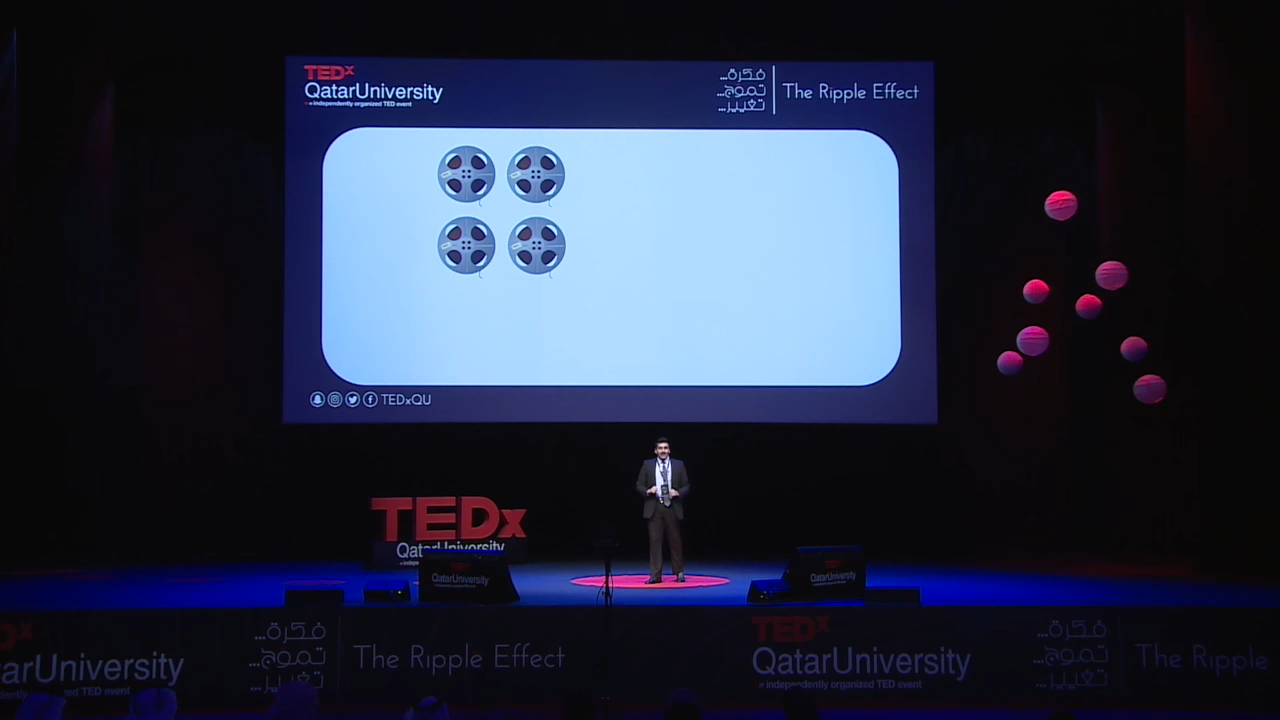 TEDx
QatarUniversity
x = independently organized TED event
فكرة...
تموج...
تغيير...
The Ripple Effect
TEDxQU
TEDx
QatarUniversity
QatarUniversity
QatarUniversity
QatarUniversity
فكرة...
تموج...
تغيير...
The Ripple Effect
TEDx
QatarUniversity
x = independently organized TED event
فكرة...
تموج...
تغيير...
The Ripple